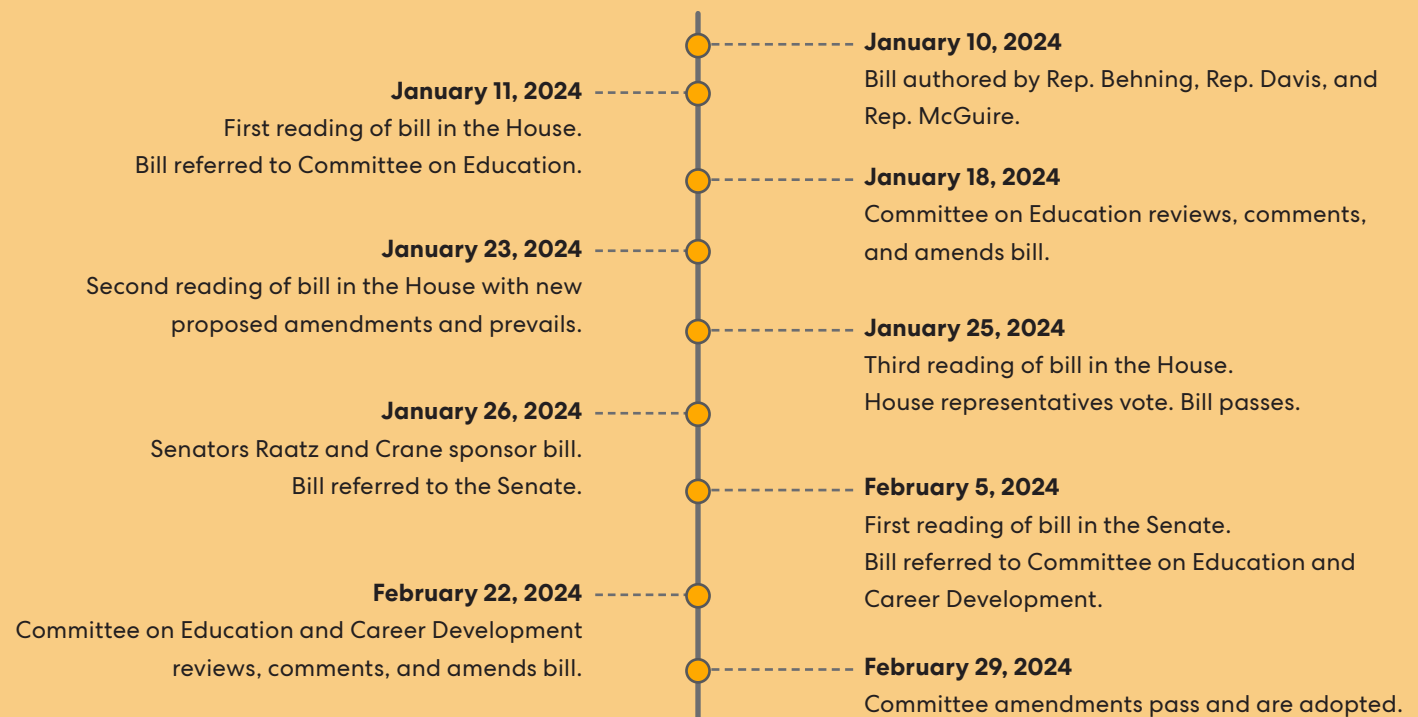 January 10, 2024
Bill authored by Rep. Behning, Rep. Davis, and
Rep. McGuire.
January 11, 2024
First reading of bill in the House.
Bill referred to Committee on Education.
January 18, 2024
Committee on Education reviews, comments,
and amends bill.
January 23, 2024
Second reading of bill in the House with new
proposed amendments and prevails.
January 25, 2024
Third reading of bill in the House.
House representatives vote. Bill passes.
January 26, 2024
Senators Raatz and Crane sponsor bill.
Bill referred to the Senate.
February 5, 2024
First reading of bill in the Senate.
Bill referred to Committee on Education and
Career Development.
February 22, 2024
Committee on Education and Career Development
reviews, comments, and amends bill.
February 29, 2024
Committee amendments pass and are adopted.